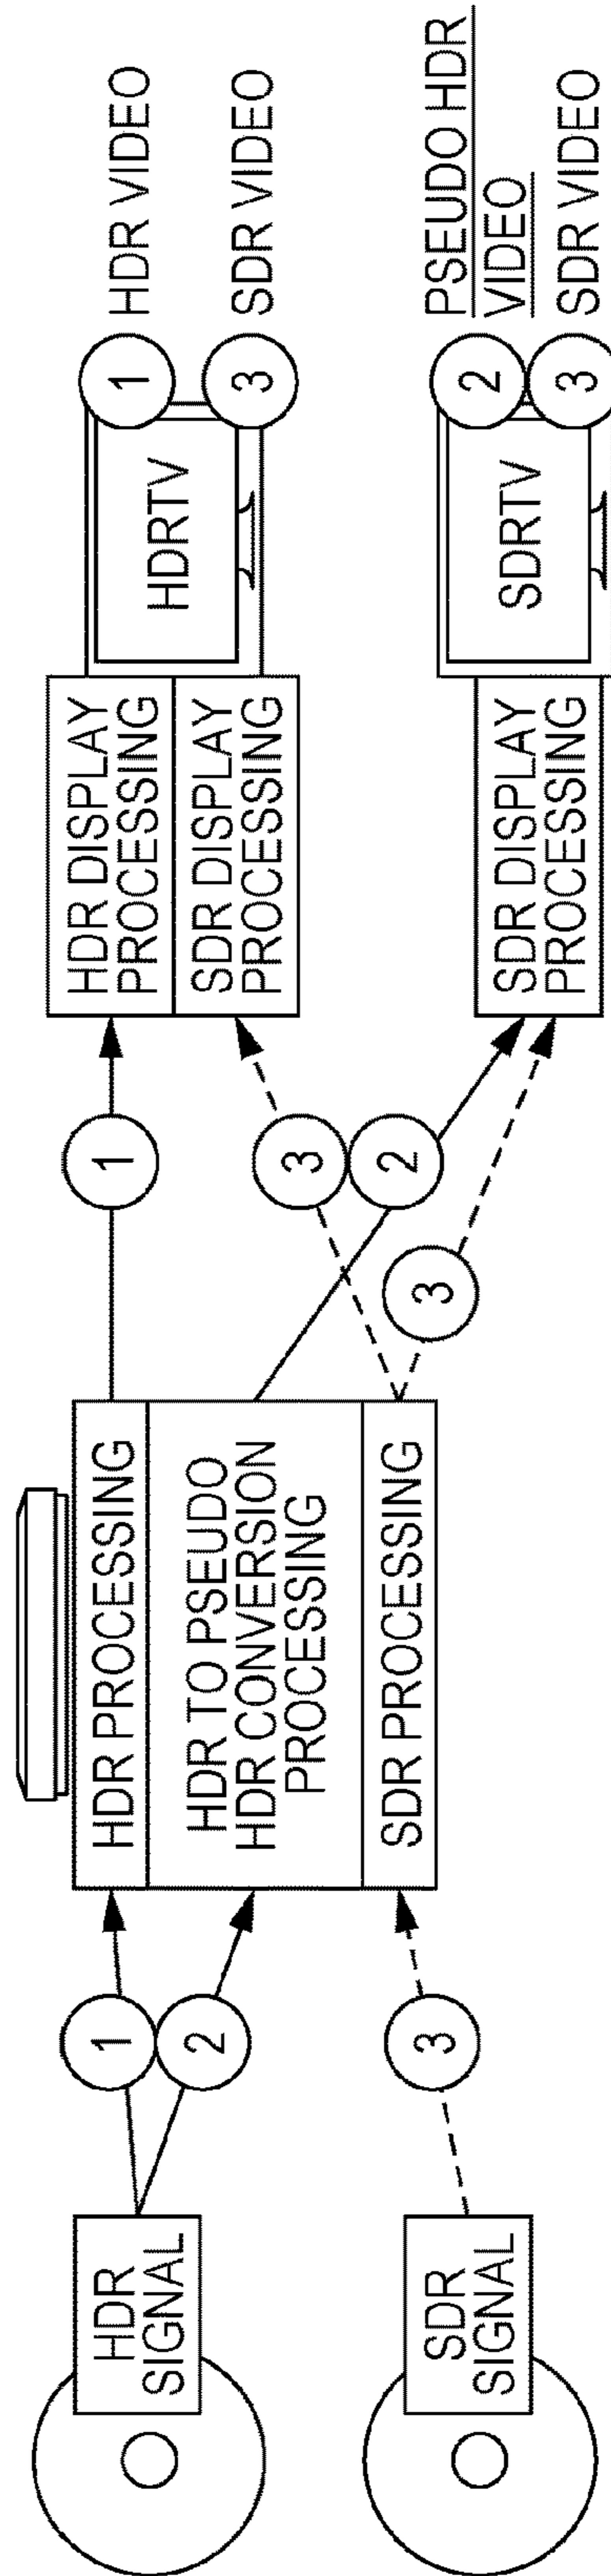 HDR
SIGNAL
SDR
SIGNAL
1
2
3
HDR PROCESSING
HDR TO PSEUDO
HDR CONVERSION
PROCESSING
SDR PROCESSING
1
3
2
3
HDR DISPLAY
PROCESSING
SDR DISPLAY
PROCESSING
SDR DISPLAY
PROCESSING
HDRTV
1
HDR VIDEO
3
SDR VIDEO
SDRTV
2
PSEUDO HDR
VIDEO
3
SDR VIDEO